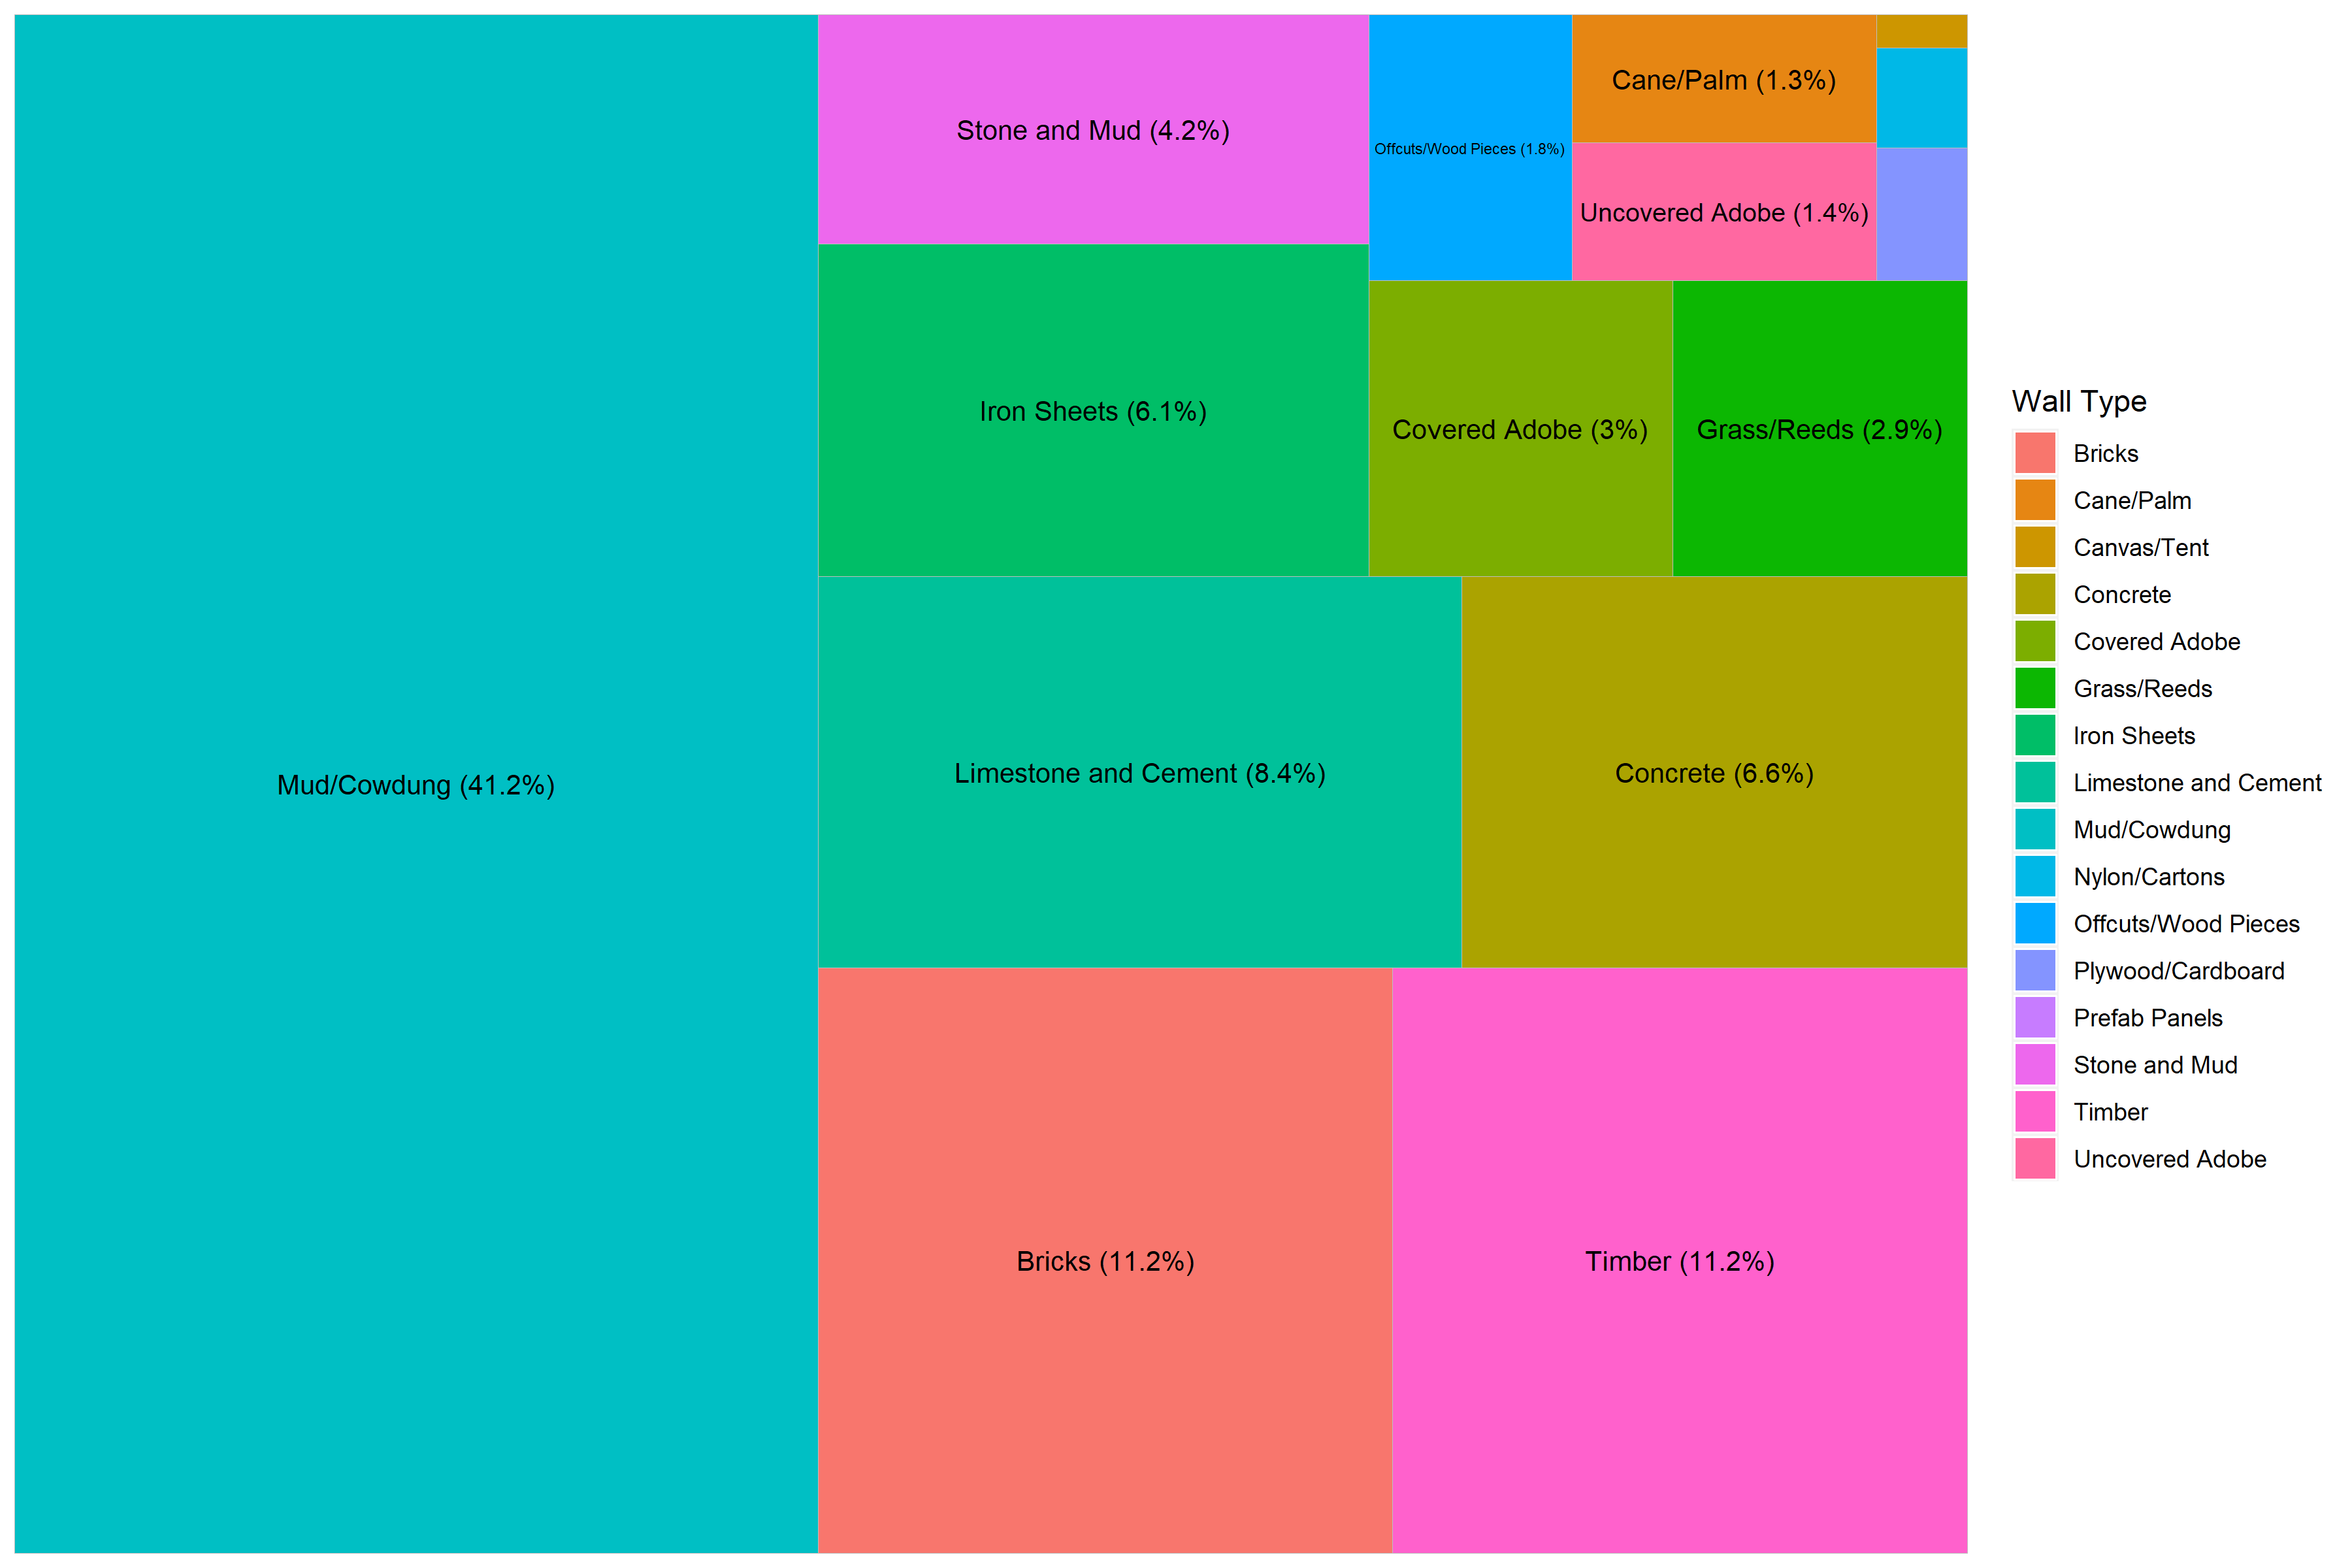 Stone and Mud (4.2%)
Offcuts/Wood Pieces (1.8%)
Cane/Palm (1.3%)
Uncovered Adobe (1.4%)
Iron Sheets (6.1%)
Covered Adobe (3%)
Grass/Reeds (2.9%)
Mud/Cowdung (41.2%)
Limestone and Cement (8.4%)
Concrete (6.6%)
Bricks (11.2%)
Timber (11.2%)
Wall Type
Bricks
Cane/Palm
Canvas/Tent
Concrete
Covered Adobe
Grass/Reeds
Iron Sheets
Limestone and Cement
Mud/Cowdung
Nylon/Cartons
Offcuts/Wood Pieces
Plywood/Cardboard
Prefab Panels
Stone and Mud
Timber
Uncovered Adobe